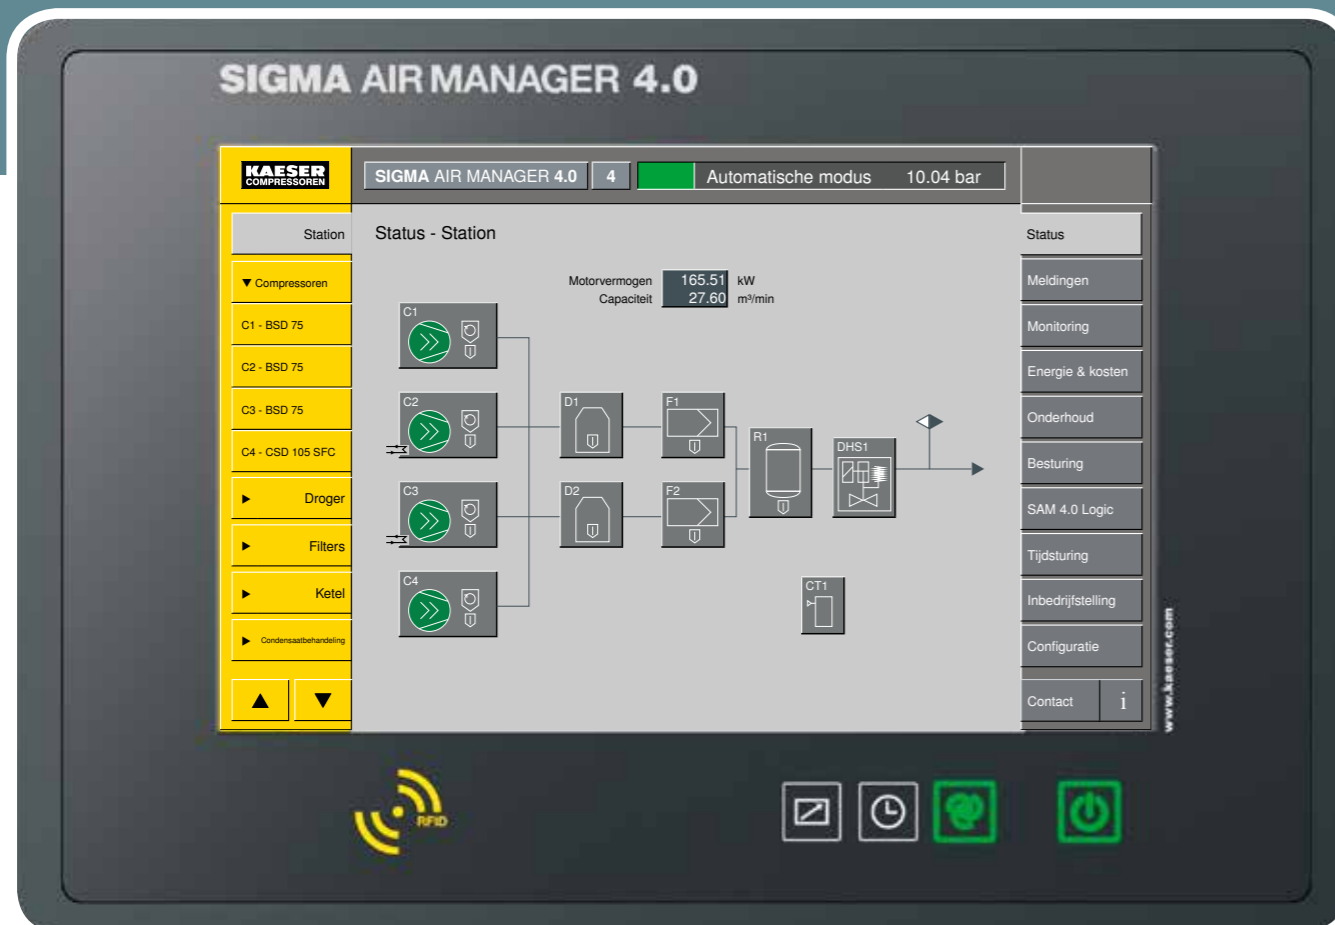 SIGMA AIR MANAGER 4.0
KAESER
COMPRESSOREN
SIGMA AIR MANAGER 4.0
4
Automatische modus
10.04 bar
Station
▼ Compressoren
C1 - BSD 75
C2 - BSD 75
C3 - BSD 75
C4 - CSD 105 SFC
Droger
Filters
Ketel
Condensaatbehandeling
Status - Station
Motorvermogen 165.51 kW
Capaciteit 27.60 m³/min
C1
C2
D1
F1
R1
DHS1
C3
D2
F2
C4
CT1
Status
Meldingen
Monitoring
Energie & kosten
Onderhoud
Besturing
SAM 4.0 Logic
Tijdsturing
Inbedrijfstelling
Configuratie
Contact
i
www.kaeser.com
RFID